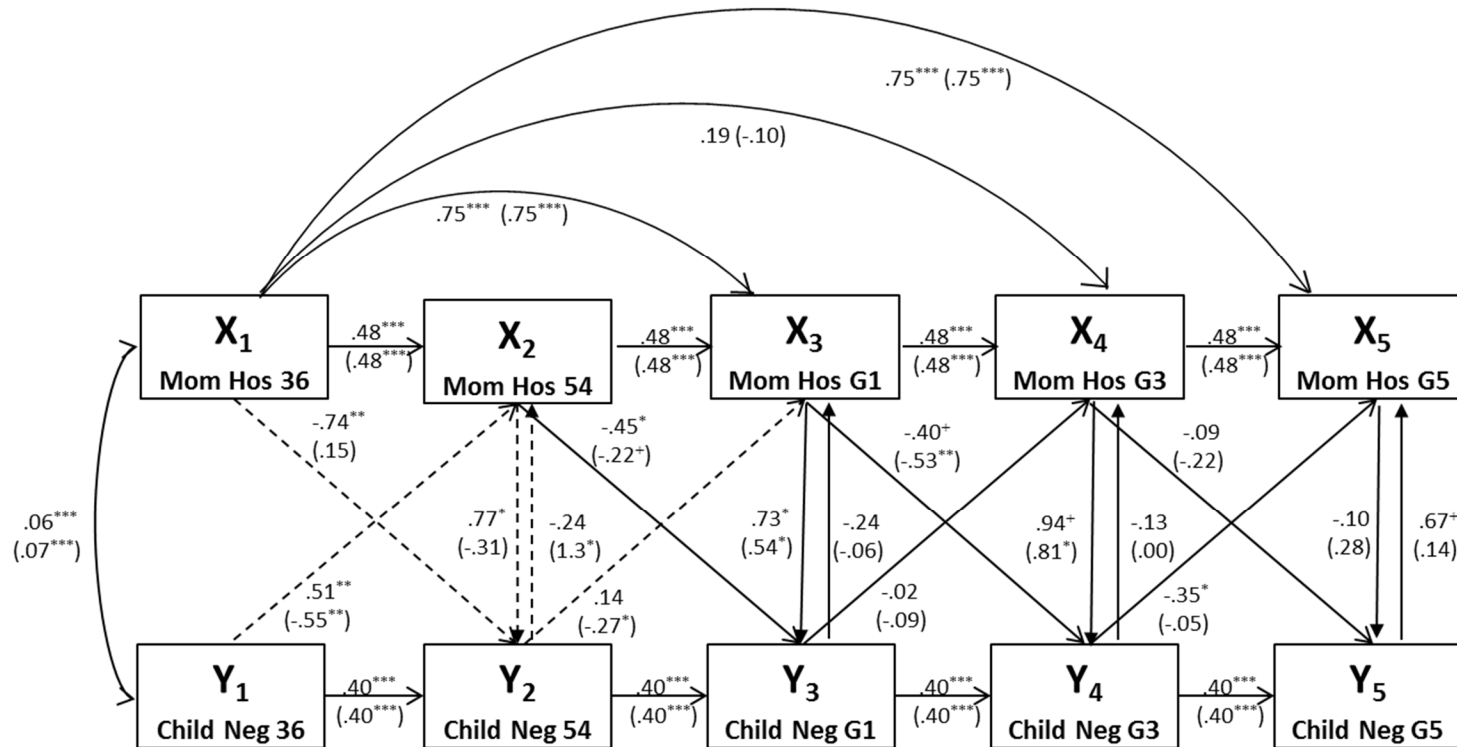 .75*** (.75***)
.19 (-.10)
.75*** (.75***)
X₁
Mom Hos 36
.48***
(.48***)
X₂
Mom Hos 54
.48***
(.48***)
X₃
Mom Hos G1
.48***
(.48***)
X₄
Mom Hos G3
.48***
(.48***)
X₅
Mom Hos G5
-.74**
(.15)
-.45*
(-.22⁺)
-.40⁺
(-.53**)
-.09
(-.22)
.06***
(.07***)
.77*
(-.31)
-.24
(1.3*)
.73*
(.54*)
-.24
(-.06)
.94⁺
(.81*)
-.13
(.00)
-.10
(.28)
.67⁺
(.14)
.51**
(-.55**)
.14
(-.27*)
-.02
(-.09)
-.35*
(-.05)
Y₁
Child Neg 36
.40***
(.40***)
Y₂
Child Neg 54
.40***
(.40***)
Y₃
Child Neg G1
.40***
(.40***)
Y₄
Child Neg G3
.40***
(.40***)
Y₅
Child Neg G5